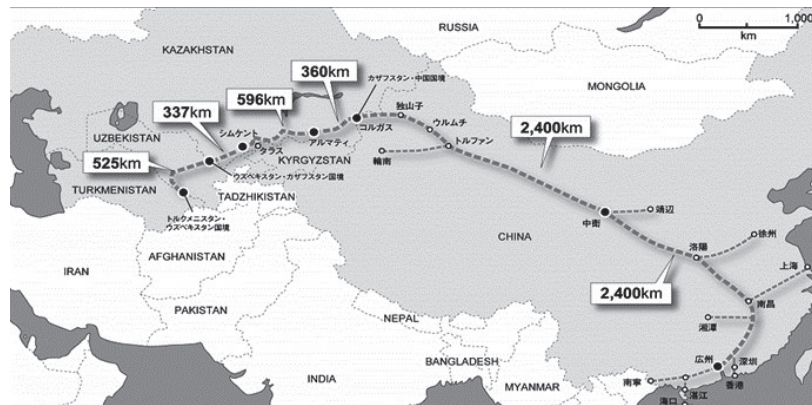 RUSSIA
0 1,000
km
KAZAKHSTAN
MONGOLIA
360km
カザフスタン・中国国境
596km
337km
独山子
コルガス
ウルムチ
2,400km
UZBEKISTAN
シムケント
アルマティ
トルファン
タラス
輪南
KYRGYZSTAN
525km
ウズベキスタン・カザフスタン国境
TURKMENISTAN
TADZHIKISTAN
トルクメニスタン・
ウズベキスタン国境
中衛
靖辺
CHINA
徐州
洛陽
AFGHANISTAN
上海
IRAN
2,400km
南昌
PAKISTAN
NEPAL
湘潭
BANGLADESH
広州
深圳
INDIA
MYANMAR
南寧
香港
湛江
海口